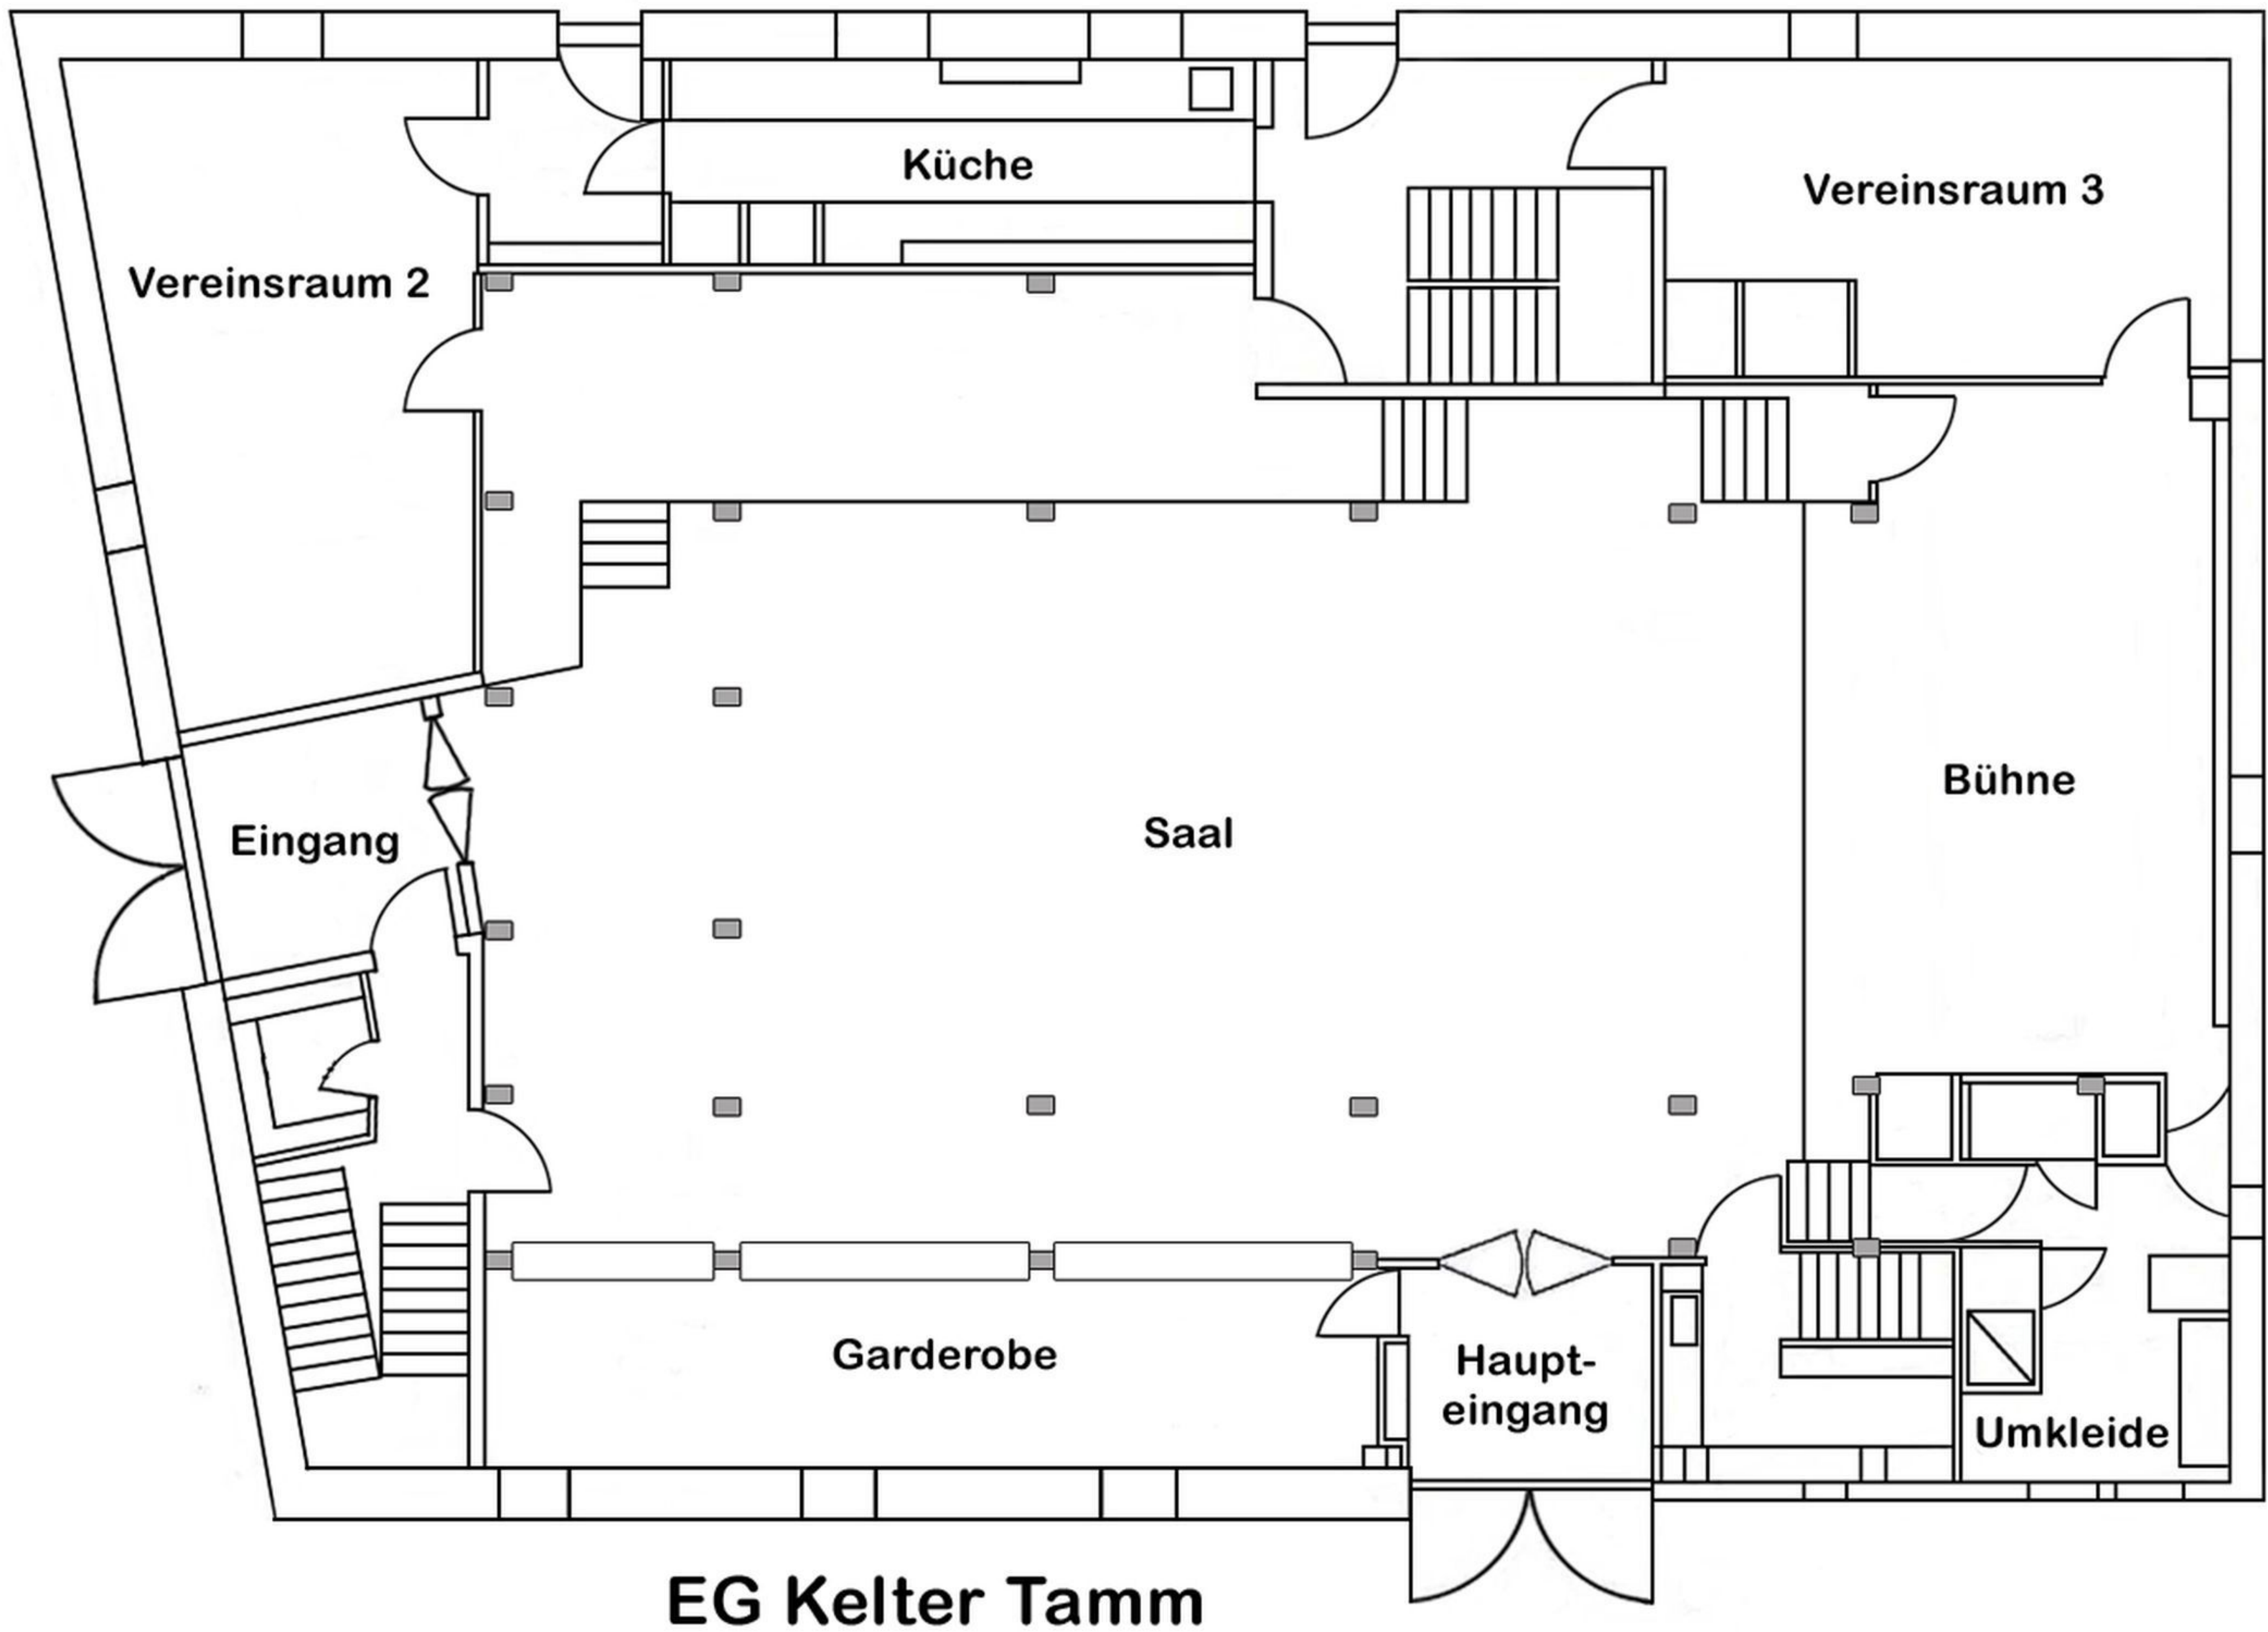 Küche
Vereinsraum 3
Vereinsraum 2
Bühne
Saal
Eingang
Garderobe
Haupt-
eingang
Umkleide
EG Kelter Tamm